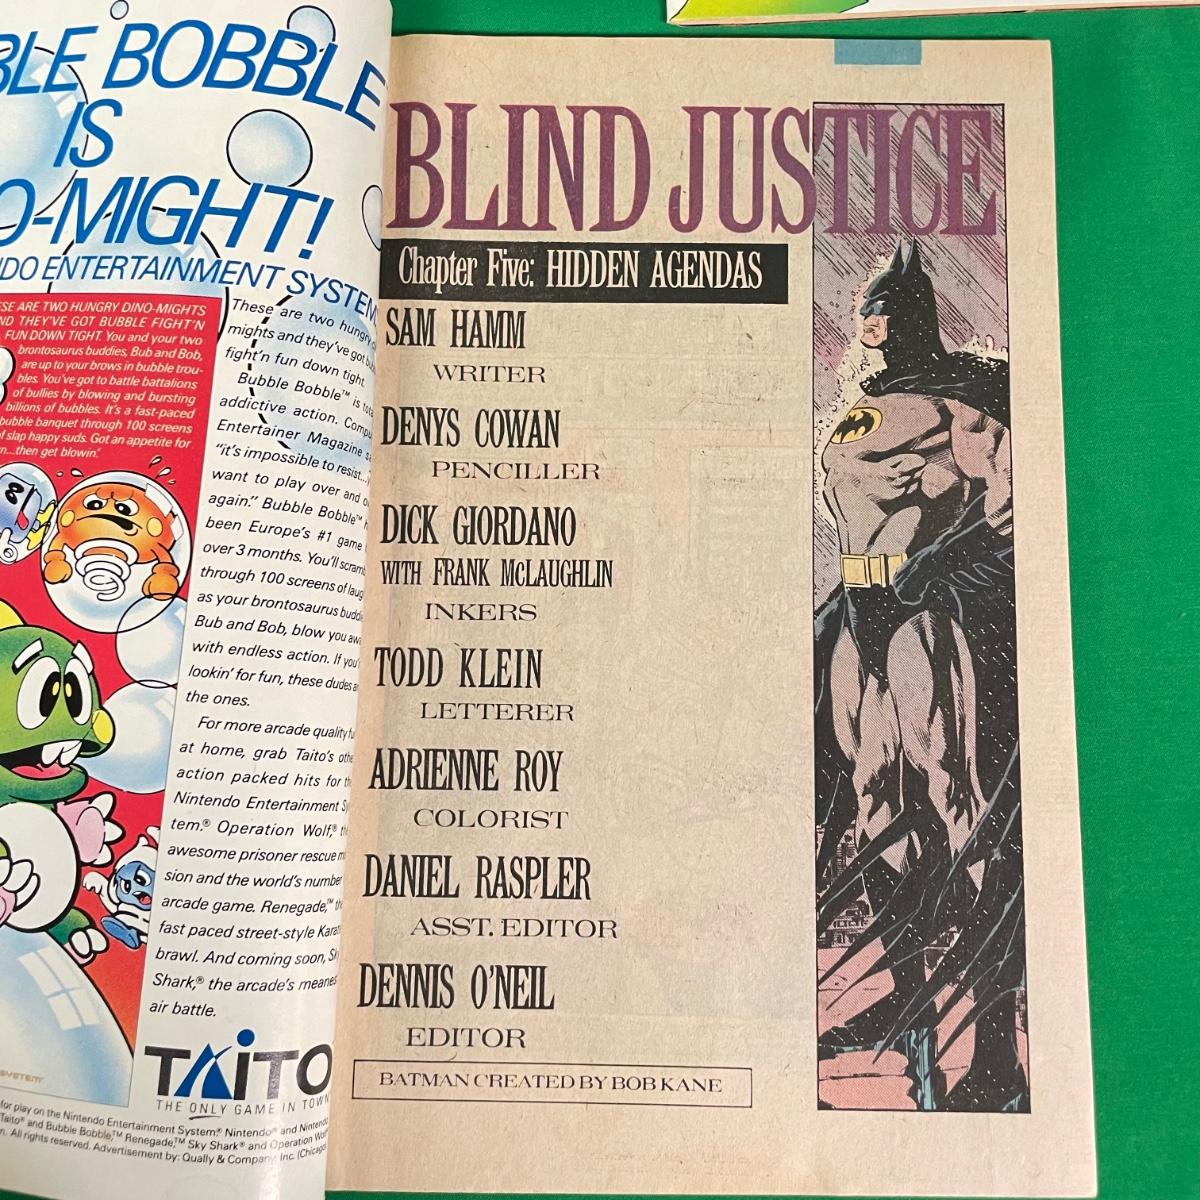 BLE BOBBLE
IS
O-MIGHT!
NDO ENTERTAINMENT SYSTEM
ESE ARE TWO HUNGRY DINO-MIGHTS
ND THEY'VE GOT BUBBLE FIGHT'N
FUN DOWN TIGHT. You and your two
brontosaurus buddies, Bub and Bob,
are up to your brows in bubble trou-
bles. You've got to battle battalions
of bullies by blowing and bursting
billions of bubbles. It's a fast-paced
bubble banquet through 100 screens
of slap happy suds. Got an appetite for
n...then get blowin'.
These are two hungry
mights and they've got
fight'n fun down tight.
Bubble Bobble™ is
addictive action.
Entertainer Magazine
"it's impossible to resist...
want to play over and
again." Bubble Bobble™
been Europe's #1 game
over 3 months. You'll
through 100 screens of
as your brontosaurus
Bub and Bob, blow you
with endless action. If you
lookin' for fun, these dudes
the ones.
For more arcade quality
at home, grab Taito's
action packed hits for
Nintendo Entertainment
tem.® Operation Wolf,®
awesome prisoner rescue
sion and the world's number
arcade game. Renegade,™
fast paced street-style
brawl. And coming soon,
Shark,® the arcade's
air battle.
TAITO
THE ONLY GAME IN TOWN
SYSTEM
for play on the Nintendo Entertainment System.® Nintendo® and Nintendo
Taito® and Bubble Bobble,™ Renegade,™ Sky Shark® and Operation Wolf
All rights reserved. Advertisement by: Qually & Company Inc. (Chicago
BLIND JUSTICE
Chapter Five: HIDDEN AGENDAS
SAM HAMM
WRITER
DENYS COWAN
PENCILLER
DICK GIORDANO
WITH FRANK McLAUGHLIN
INKERS
TODD KLEIN
LETTERER
ADRIENNE ROY
COLORIST
DANIEL RASPLER
ASST. EDITOR
DENNIS O'NEIL
EDITOR
BATMAN CREATED BY BOB KANE